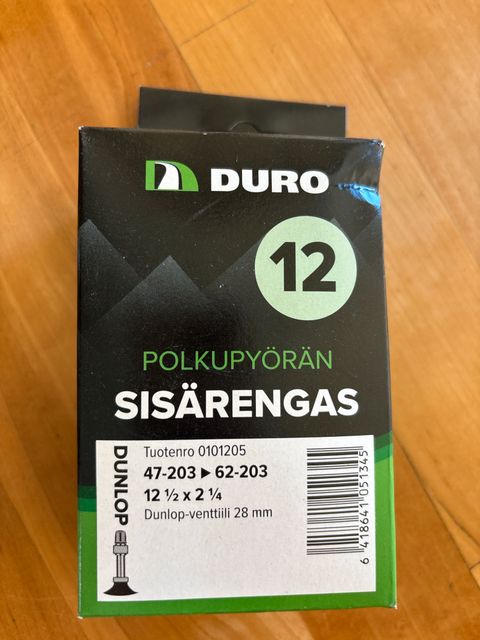 DURO
12
POLKUPYÖRÄN
SISÄRENGAS
DUNLOP
Tuotenro 0101205
47-203 ▶ 62-203
12 ½ x 2 ¼
Dunlop-venttiili 28 mm
6 418641 051345